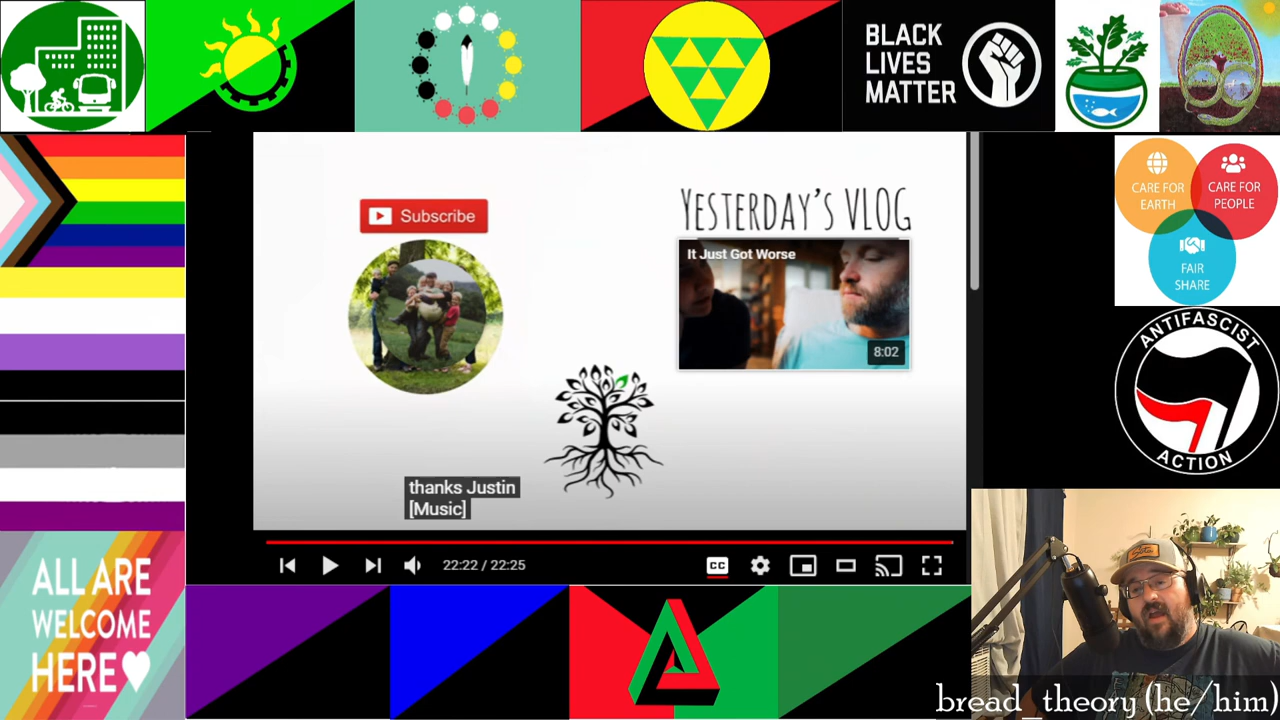 BLACK
LIVES
MATTER
Subscribe
YESTERDAY'S VLOG
It Just Got Worse
8:02
CARE FOR
EARTH
CARE FOR
PEOPLE
FAIR
SHARE
ANTIFASCIST
ACTION
thanks Justin
[Music]
22:22 / 22:25
CC
ALL ARE
WELCOME
HERE
bread_theory (he/him)